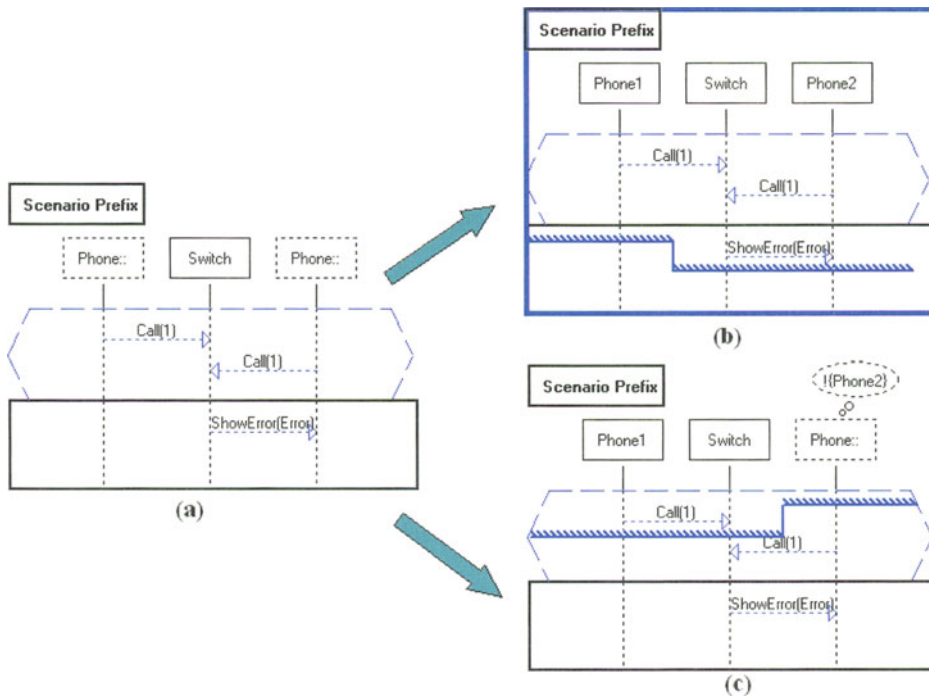 Scenario Prefix
Phone::
Switch
Phone::
Call(1)
Call(1)
ShowError(Error)
(a)
Scenario Prefix
Phone1
Switch
Phone2
Call(1)
Call(1)
ShowError(Error)
(b)
Scenario Prefix
!{Phone2}
Phone1
Switch
Phone::
Call(1)
Call(1)
ShowError(Error)
(c)